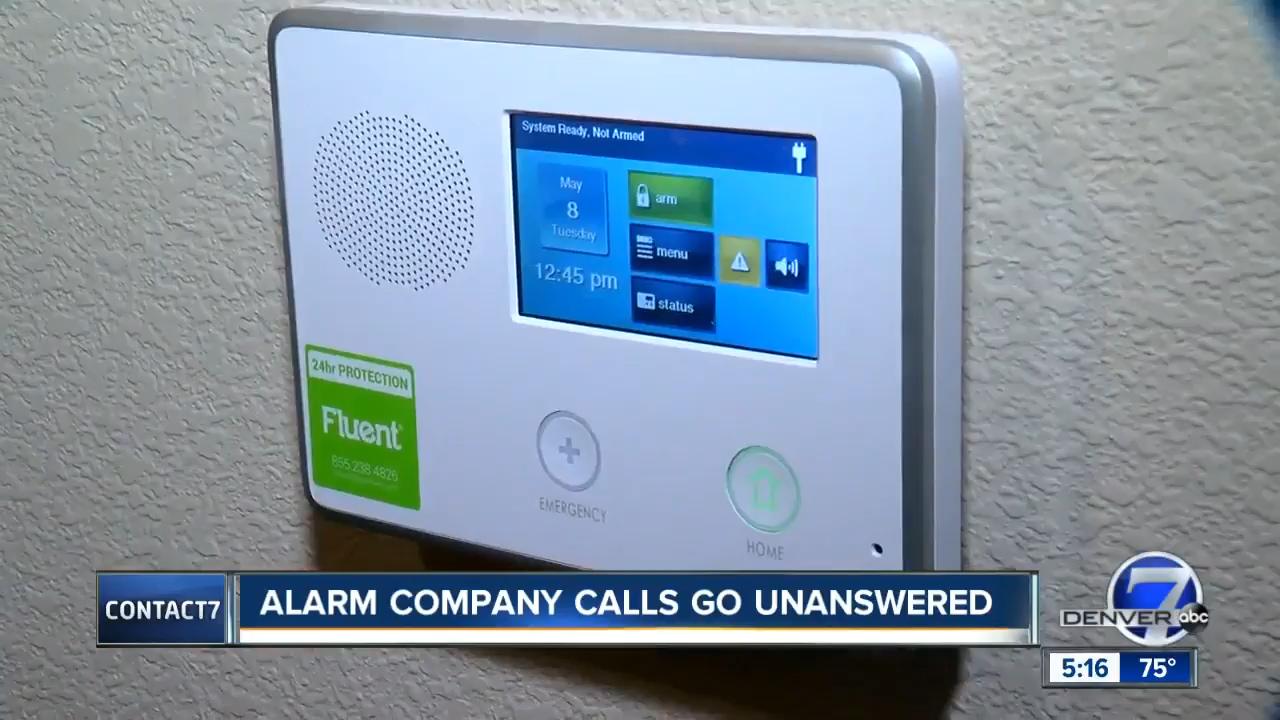 System Ready, Not Armed
May
8
Tuesday
12:45 pm
arm
menu
status
24hr PROTECTION
Fluent
855.238.4826
EMERGENCY
HOME
CONTACT7
ALARM COMPANY CALLS GO UNANSWERED
7
DENVER abc
5:16 75°